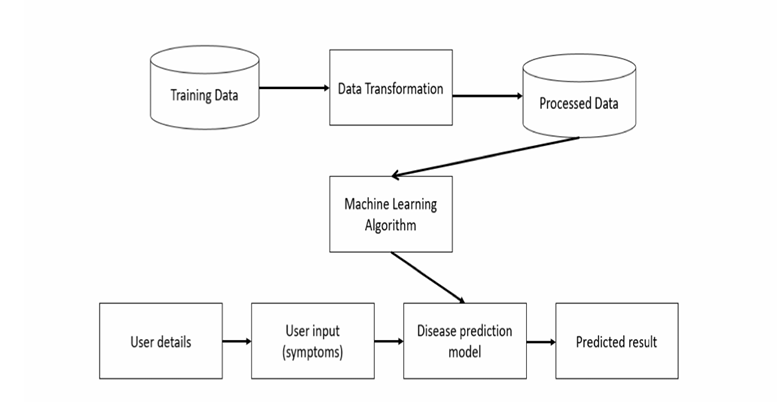 Training Data
Data Transformation
Processed Data
Machine Learning
Algorithm
User details
User input
(symptoms)
Disease prediction
model
Predicted result